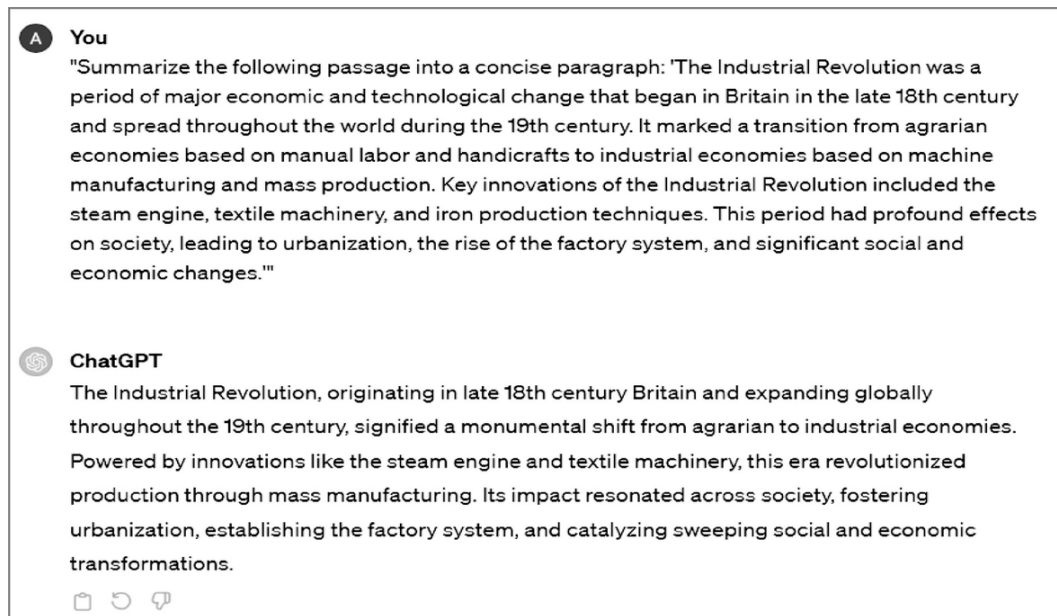 A
You
"Summarize the following passage into a concise paragraph: 'The Industrial Revolution was a
period of major economic and technological change that began in Britain in the late 18th century
and spread throughout the world during the 19th century. It marked a transition from agrarian
economies based on manual labor and handicrafts to industrial economies based on machine
manufacturing and mass production. Key innovations of the Industrial Revolution included the
steam engine, textile machinery, and iron production techniques. This period had profound effects
on society, leading to urbanization, the rise of the factory system, and significant social and
economic changes.'"
ChatGPT
The Industrial Revolution, originating in late 18th century Britain and expanding globally
throughout the 19th century, signified a monumental shift from agrarian to industrial economies.
Powered by innovations like the steam engine and textile machinery, this era revolutionized
production through mass manufacturing. Its impact resonated across society, fostering
urbanization, establishing the factory system, and catalyzing sweeping social and economic
transformations.